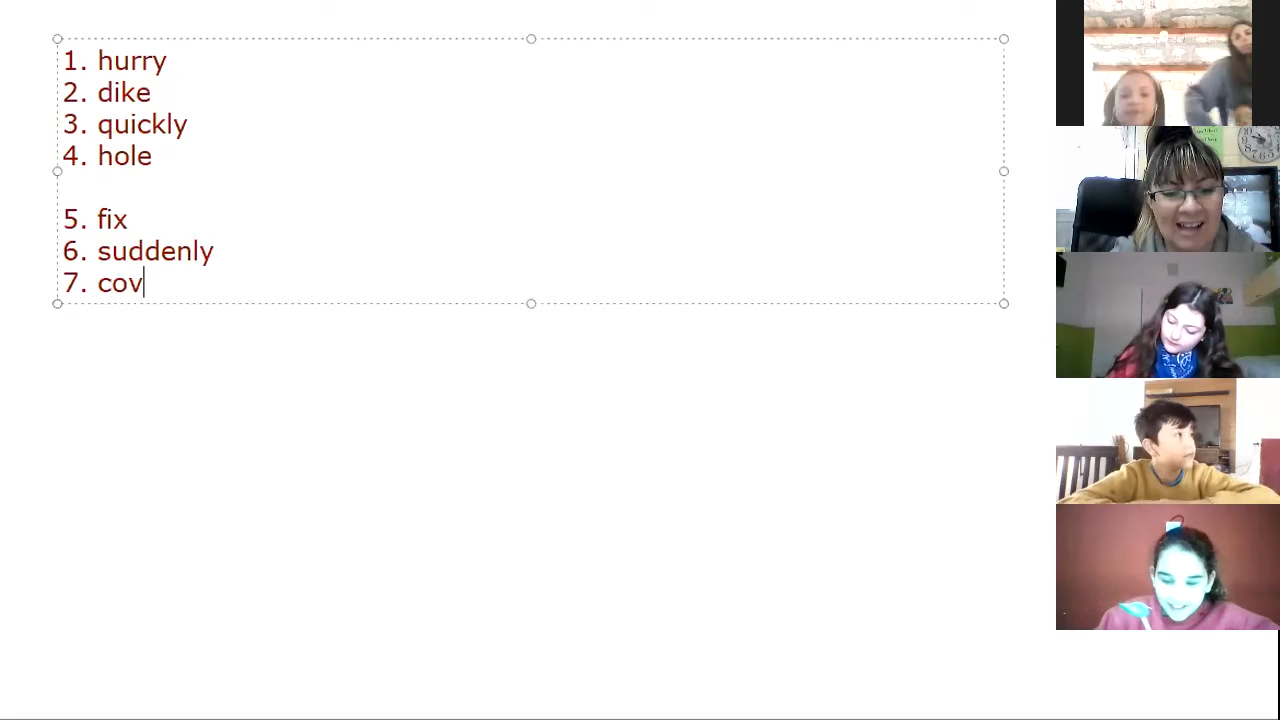 1. hurry
2. dike
3. quickly
4. hole
5. fix
6. suddenly
7. cov